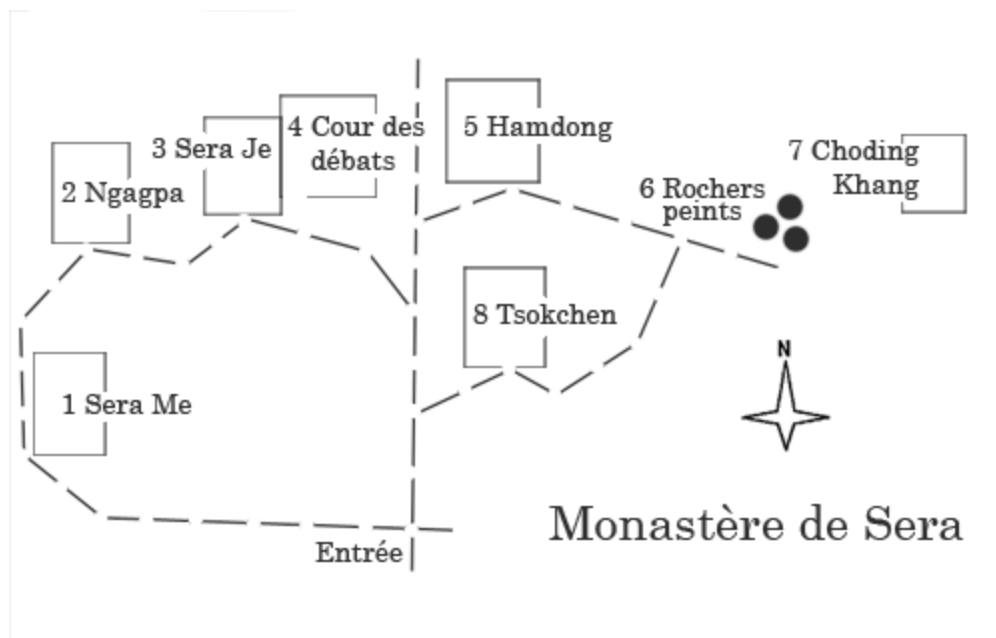 4 Cour des
débats
5 Hamdong
3 Sera Je
7 Choding
Khang
2 Ngagpa
6 Rochers
peints
8 Tsokchen
N
1 Sera Me
Monastère de Sera
Entrée